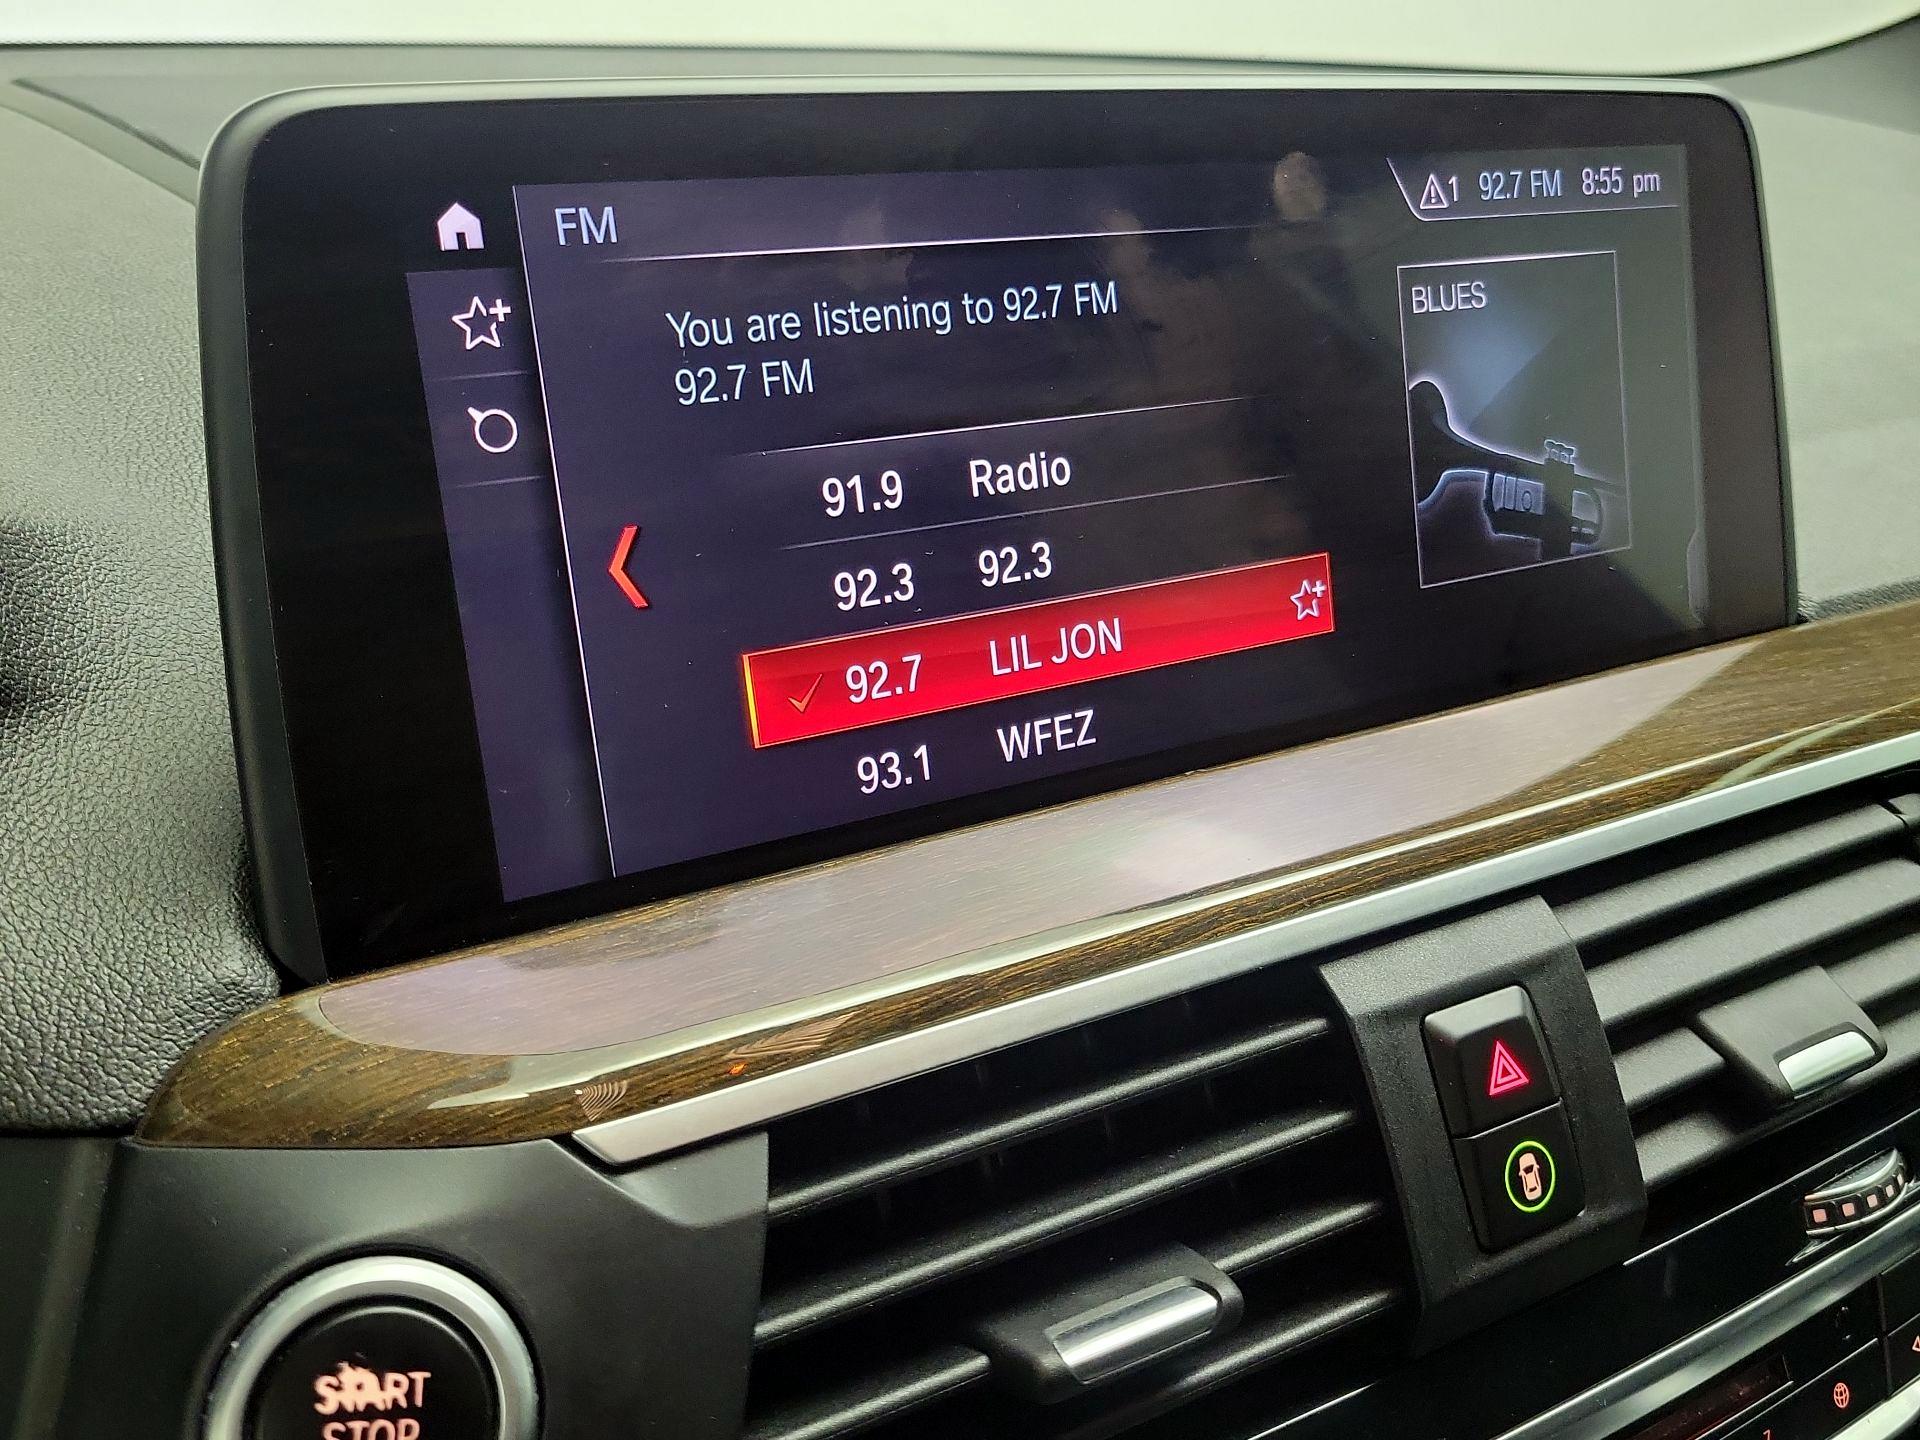 FM
1 92.7 FM 8:55 pm
You are listening to 92.7 FM
92.7 FM
BLUES
91.9 Radio
92.3 92.3
92.7 LIL JON
93.1 WFEZ
START
STOP